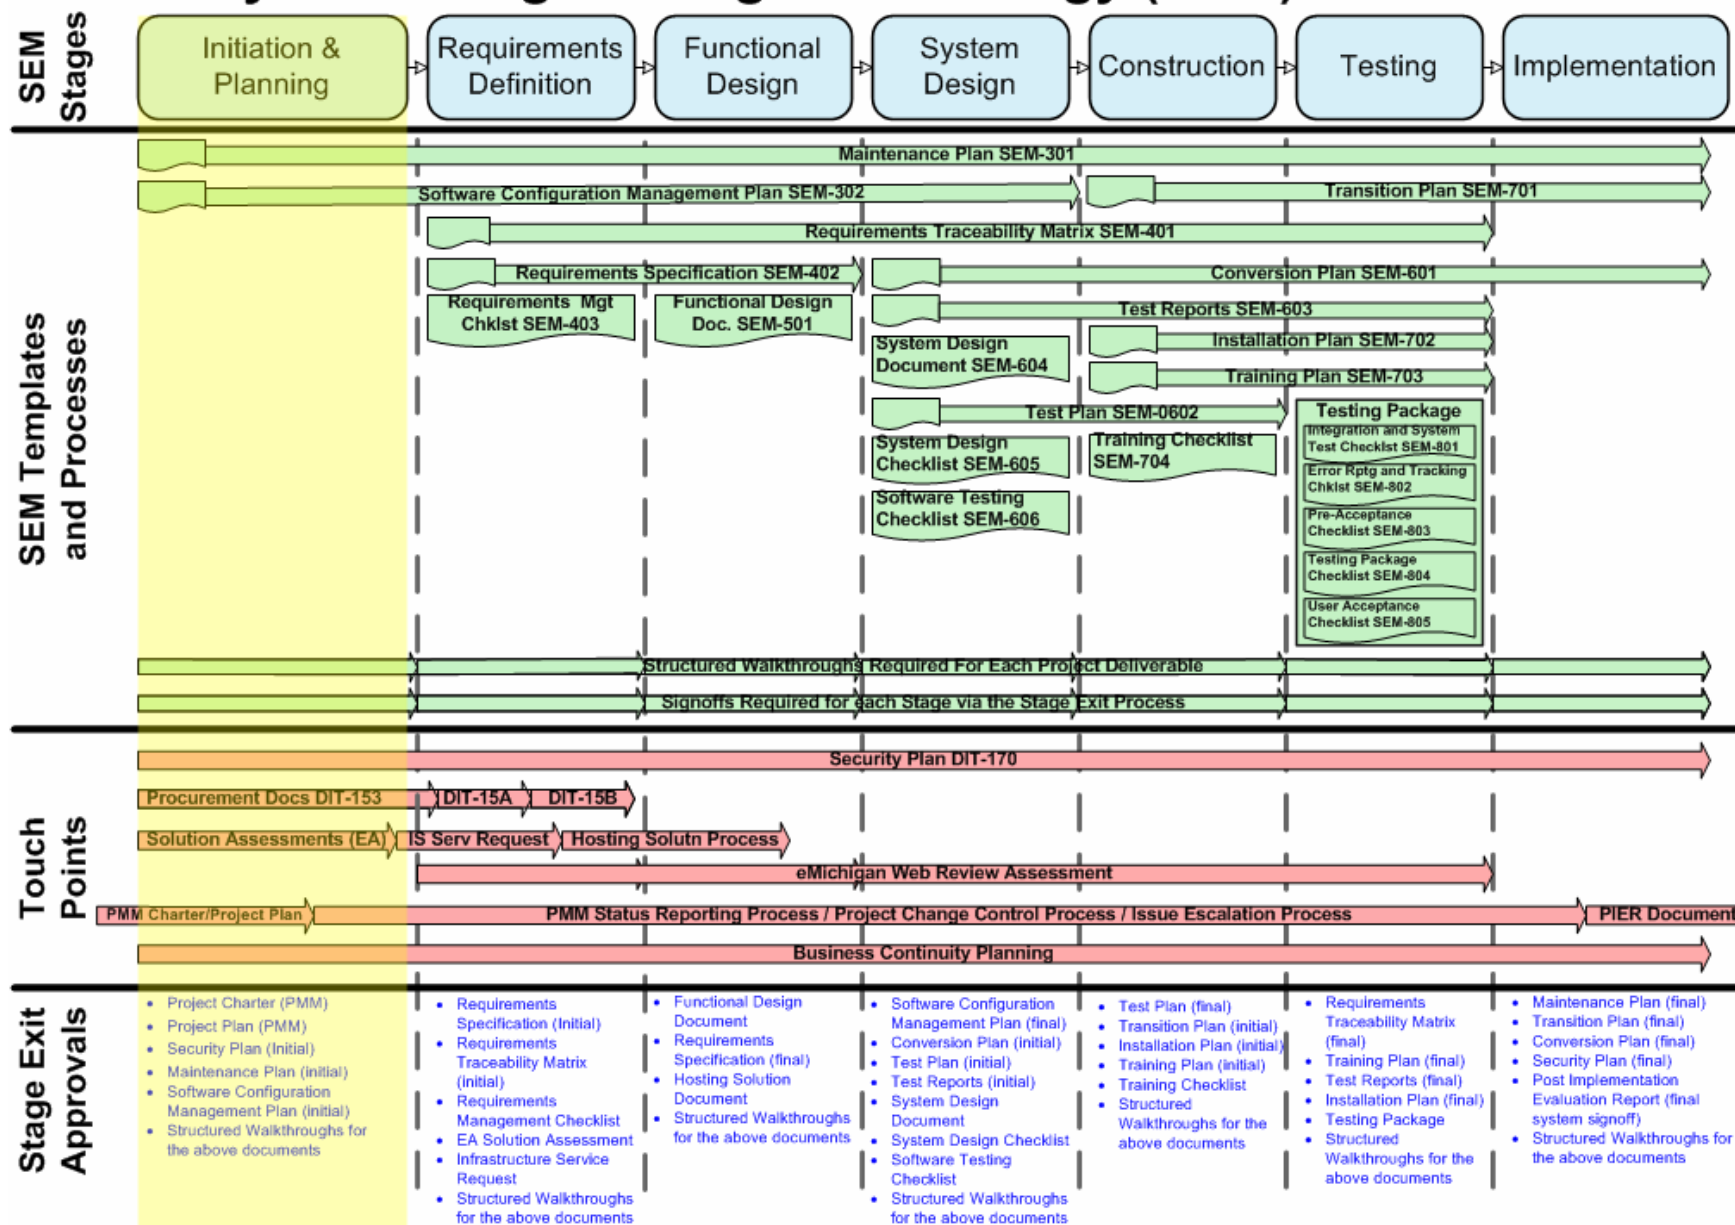 SEM
Stages
Initiation &
Planning
Requirements
Definition
Functional
Design
System
Design
Construction
Testing
Implementation
SEM Templates
and Processes
Maintenance Plan SEM-301
Software Configuration Management Plan SEM-302
Transition Plan SEM-701
Requirements Traceability Matrix SEM-401
Requirements Specification SEM-402
Conversion Plan SEM-601
Requirements Mgt
Chklst SEM-403
Functional Design
Doc. SEM-501
Test Reports SEM-603
Installation Plan SEM-702
System Design
Document SEM-604
Training Plan SEM-703
Test Plan SEM-0602
System Design
Checklist SEM-605
Software Testing
Checklist SEM-606
Training Checklist
SEM-704
Testing Package
Integration and System
Test Checklst SEM-801
Error Rptg and Tracking
Chklst SEM-802
Pre-Acceptance
Checklist SEM-803
Testing Package
Checklist SEM-804
User Acceptance
Checklist SEM-805
Structured Walkthroughs Required For Each Project Deliverable
Signoffs Required for each Stage via the Stage Exit Process
Touch
Points
Security Plan DIT-170
Procurement Docs DIT-153
DIT-15A
DIT-15B
Solution Assessments (EA)
IS Serv Request
Hosting Solutn Process
eMichigan Web Review Assessment
PMM Charter/Project Plan
PMM Status Reporting Process / Project Change Control Process / Issue Escalation Process
PIER Document
Business Continuity Planning
Stage Exit
Approvals
• Project Charter (PMM)
• Project Plan (PMM)
• Security Plan (Initial)
• Maintenance Plan (initial)
• Software Configuration
Management Plan (initial)
• Structured Walkthroughs for
the above documents
• Requirements
Specification (Initial)
• Requirements
Traceability Matrix
(initial)
• Requirements
Management Checklist
• EA Solution Assessment
• Infrastructure Service
Request
• Structured Walkthroughs
for the above documents
• Functional Design
Document
• Requirements
Specification (final)
• Hosting Solution
Document
• Structured Walkthroughs
for the above documents
• Software Configuration
Management Plan (final)
• Conversion Plan (initial)
• Test Plan (initial)
• Test Reports (initial)
• System Design
Document
• System Design Checklist
• Software Testing
Checklist
• Structured Walkthroughs
for the above documents
• Test Plan (final)
• Transition Plan (initial)
• Installation Plan (initial)
• Training Plan (initial)
• Training Checklist
• Structured
Walkthroughs for the
above documents
• Requirements
Traceability Matrix
(final)
• Training Plan (final)
• Test Reports (final)
• Installation Plan (final)
• Testing Package
• Structured
Walkthroughs for the
above documents
• Maintenance Plan (final)
• Transition Plan (final)
• Conversion Plan (final)
• Security Plan (final)
• Post Implementation
Evaluation Report (final
system signoff)
• Structured Walkthroughs for
the above documents